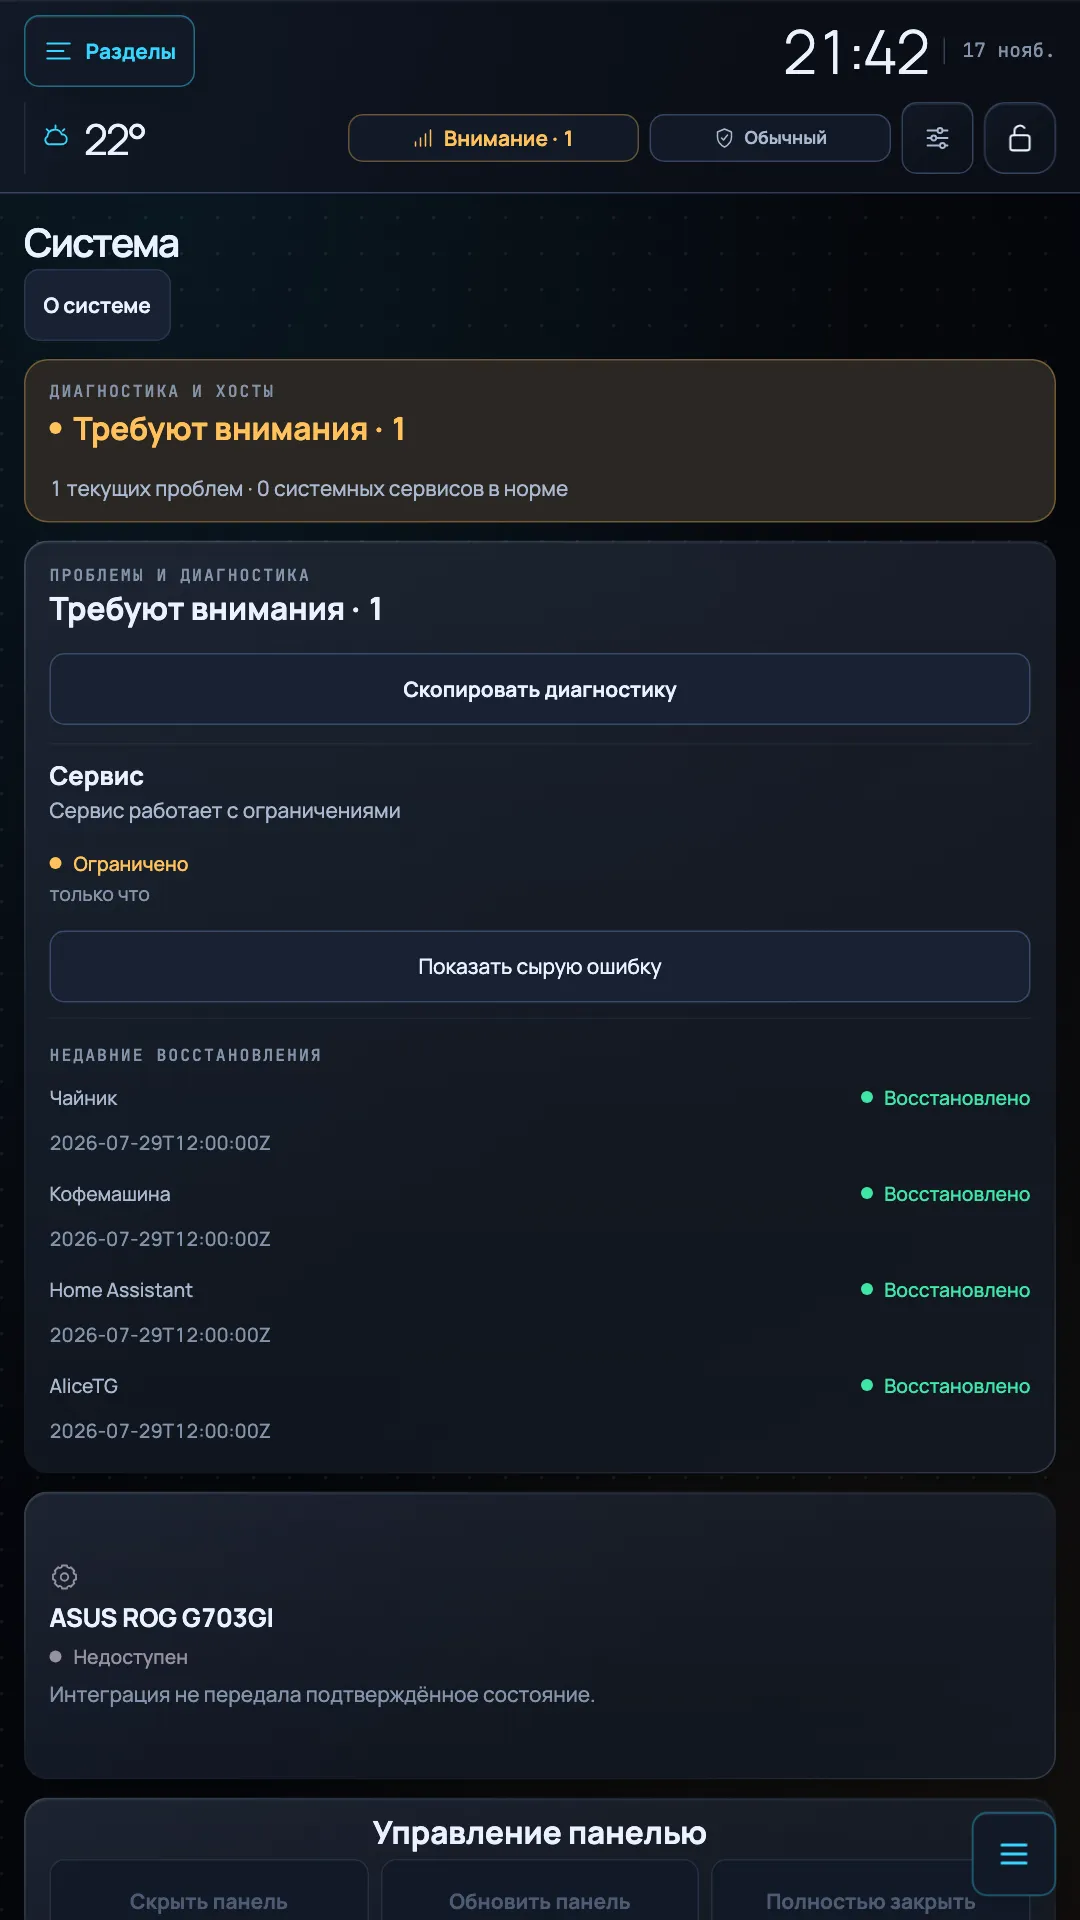 Разделы
21:42
17 нояб.
22°
Внимание · 1
Обычный
Система
О системе
ДИАГНОСТИКА И ХОСТЫ
Требуют внимания · 1
1 текущих проблем · 0 системных сервисов в норме
ПРОБЛЕМЫ И ДИАГНОСТИКА
Требуют внимания · 1
Скопировать диагностику
Сервис
Сервис работает с ограничениями
Ограничено
только что
Показать сырую ошибку
НЕДАВНИЕ ВОССТАНОВЛЕНИЯ
Чайник
Восстановлено
2026-07-29T12:00:00Z
Кофемашина
Восстановлено
2026-07-29T12:00:00Z
Home Assistant
Восстановлено
2026-07-29T12:00:00Z
AliceTG
Восстановлено
2026-07-29T12:00:00Z
ASUS ROG G703GI
Недоступен
Интеграция не передала подтверждённое состояние.
Управление панелью
Скрыть панель
Обновить панель
Полностью закрыть